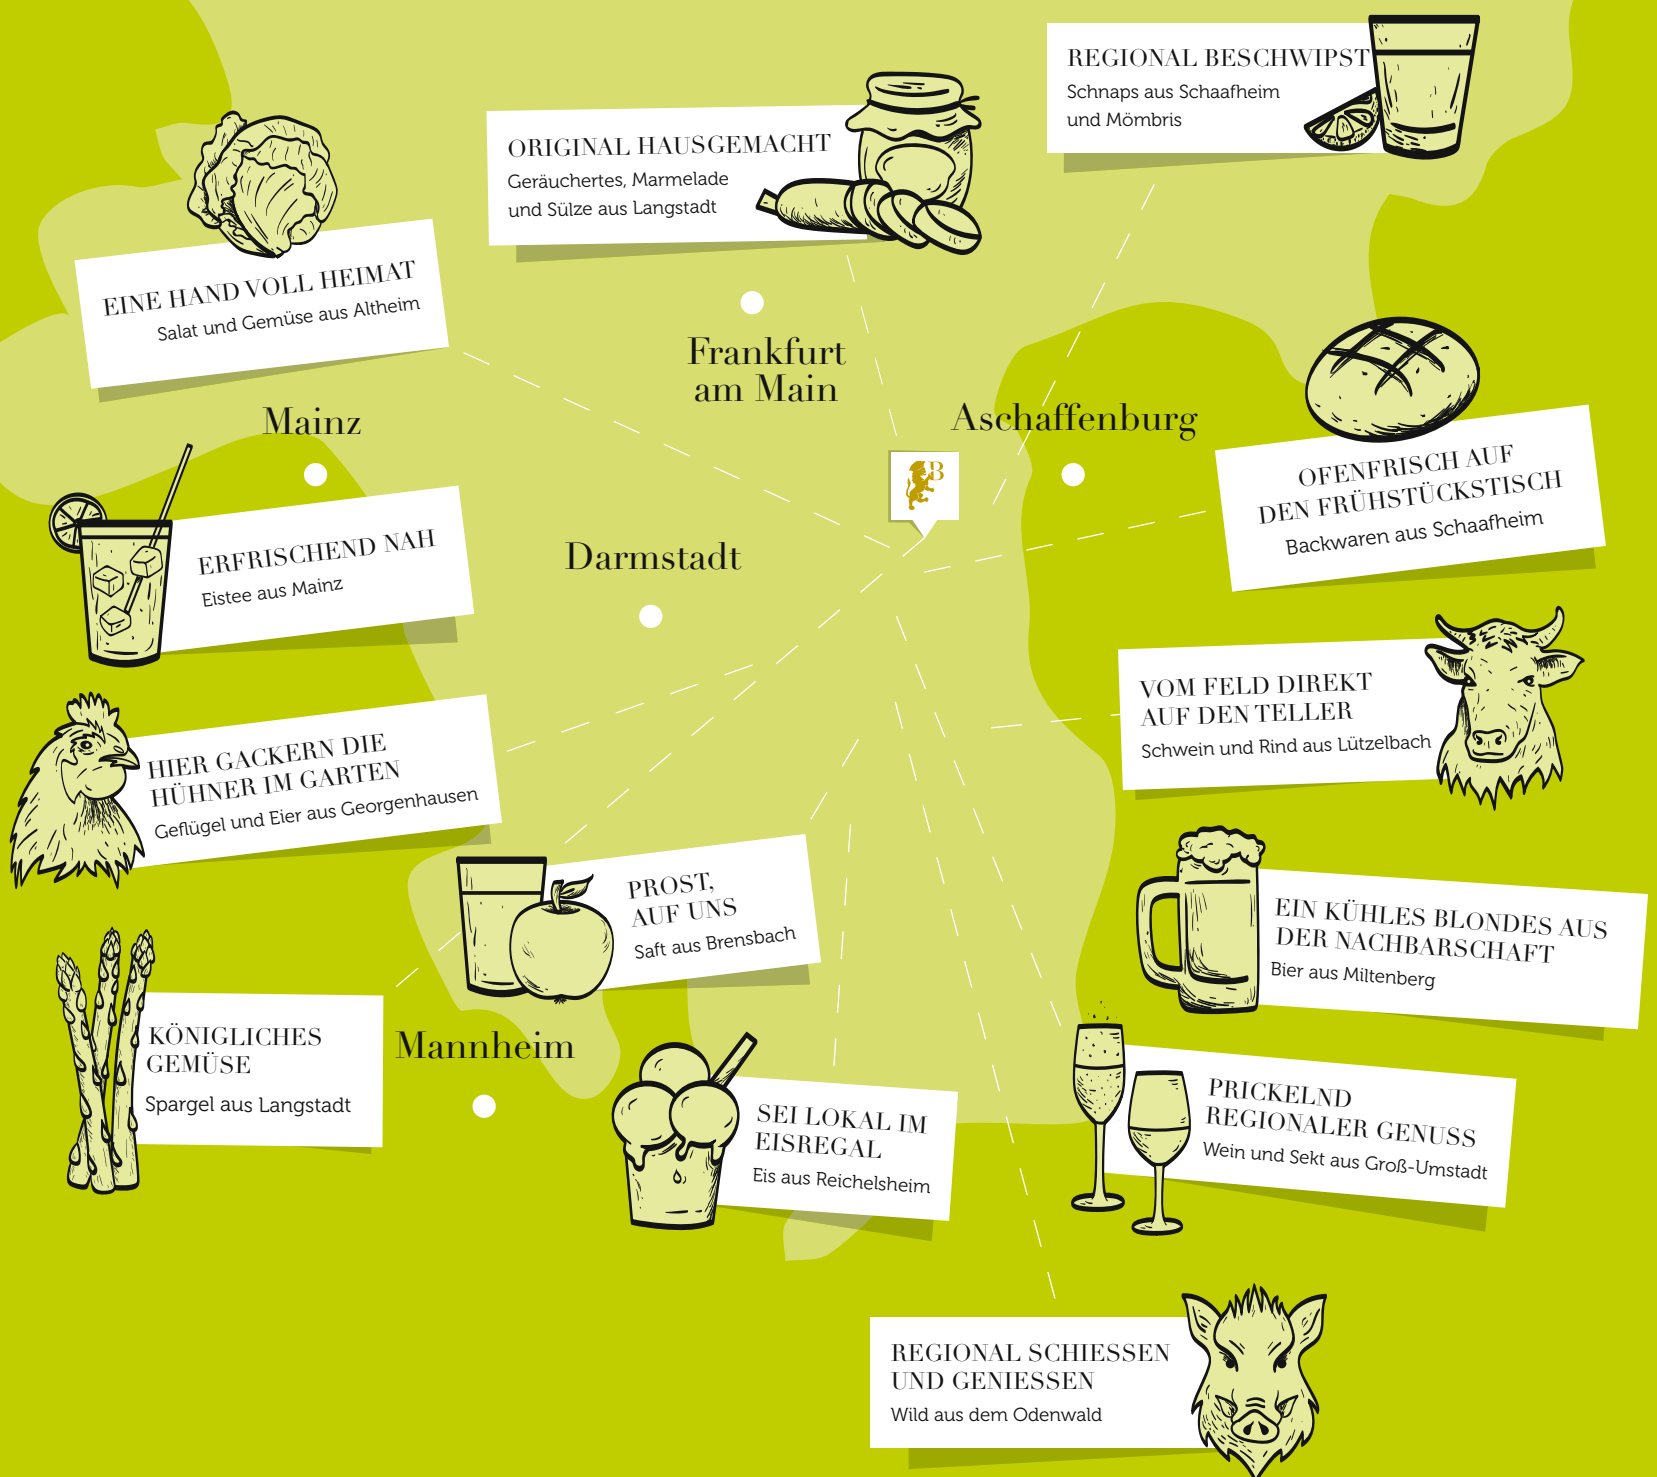 REGIONAL BESCHWIPST
Schnaps aus Schaafheim
und Mömbris
ORIGINAL HAUSGEMACHT
Geräuchertes, Marmelade
und Sülze aus Langstadt
EINE HAND VOLL HEIMAT
Salat und Gemüse aus Altheim
Frankfurt
am Main
Mainz
Aschaffenburg
B
OFENFRISCH AUF
DEN FRÜHSTÜCKSTISCH
Backwaren aus Schaafheim
ERFRISCHEND NAH
Eistee aus Mainz
Darmstadt
VOM FELD DIREKT
AUF DEN TELLER
Schwein und Rind aus Lützelbach
HIER GACKERN DIE
HÜHNER IM GARTEN
Geflügel und Eier aus Georgenhausen
PROST,
AUF UNS
Saft aus Brensbach
EIN KÜHLES BLONDES AUS
DER NACHBARSCHAFT
Bier aus Miltenberg
KÖNIGLICHES
GEMÜSE
Spargel aus Langstadt
Mannheim
SEI LOKAL IM
EISREGAL
Eis aus Reichelsheim
PRICKELND
REGIONALER GENUSS
Wein und Sekt aus Groß-Umstadt
REGIONAL SCHIESSEN
UND GENIESSEN
Wild aus dem Odenwald